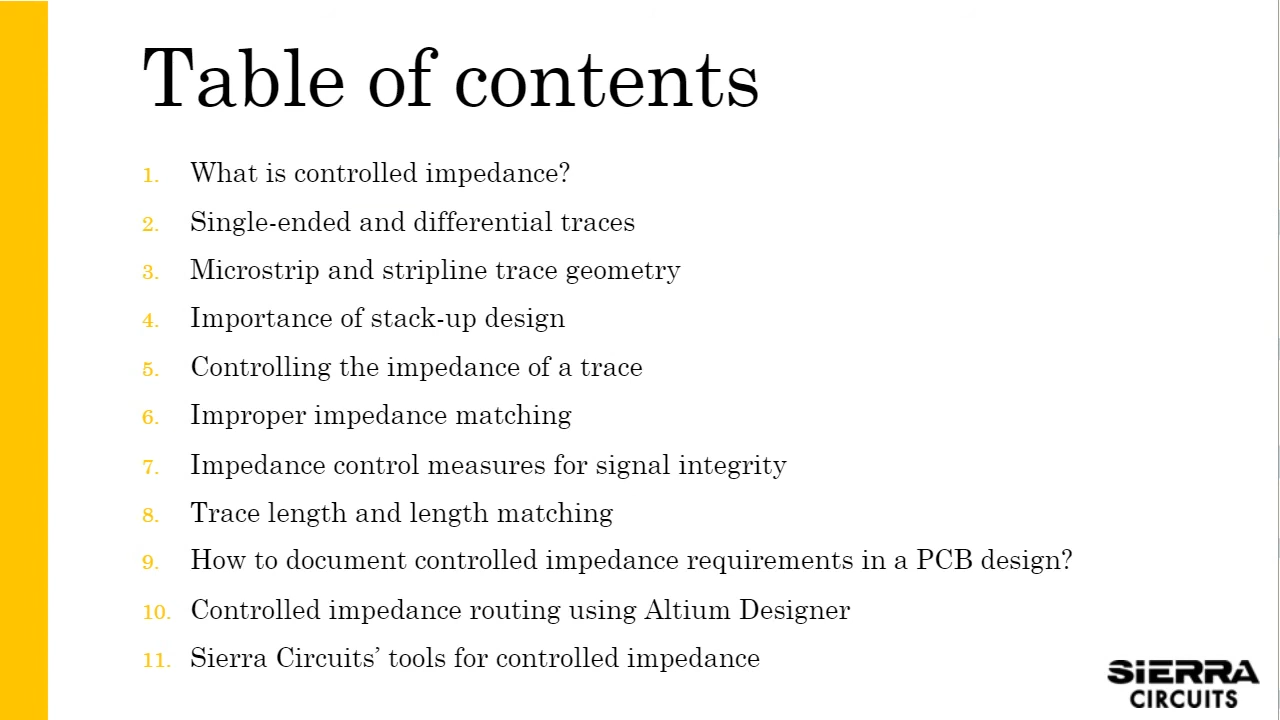 Table of contents
1. What is controlled impedance?
2. Single-ended and differential traces
3. Microstrip and stripline trace geometry
4. Importance of stack-up design
5. Controlling the impedance of a trace
6. Improper impedance matching
7. Impedance control measures for signal integrity
8. Trace length and length matching
9. How to document controlled impedance requirements in a PCB design?
10. Controlled impedance routing using Altium Designer
11. Sierra Circuits’ tools for controlled impedance
SiERRA
CIRCUITS